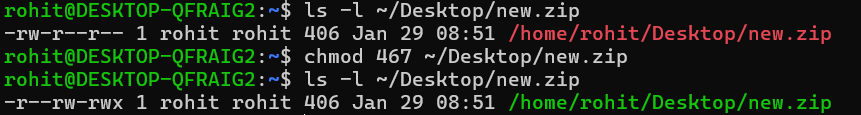 rohit@DESKTOP-QFRAIG2:~$ ls -l ~/Desktop/new.zip
-rw-r--r-- 1 rohit rohit 406 Jan 29 08:51 /home/rohit/Desktop/new.zip
rohit@DESKTOP-QFRAIG2:~$ chmod 467 ~/Desktop/new.zip
rohit@DESKTOP-QFRAIG2:~$ ls -l ~/Desktop/new.zip
-r--rw-rwx 1 rohit rohit 406 Jan 29 08:51 /home/rohit/Desktop/new.zip